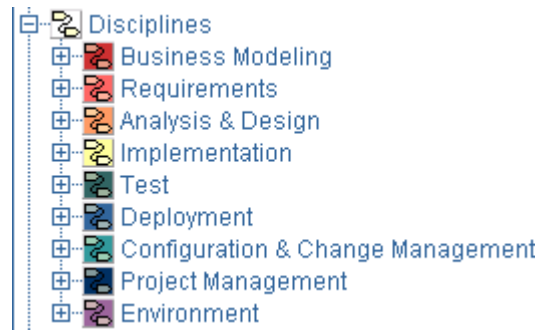 Disciplines
Business Modeling
Requirements
Analysis & Design
Implementation
Test
Deployment
Configuration & Change Management
Project Management
Environment